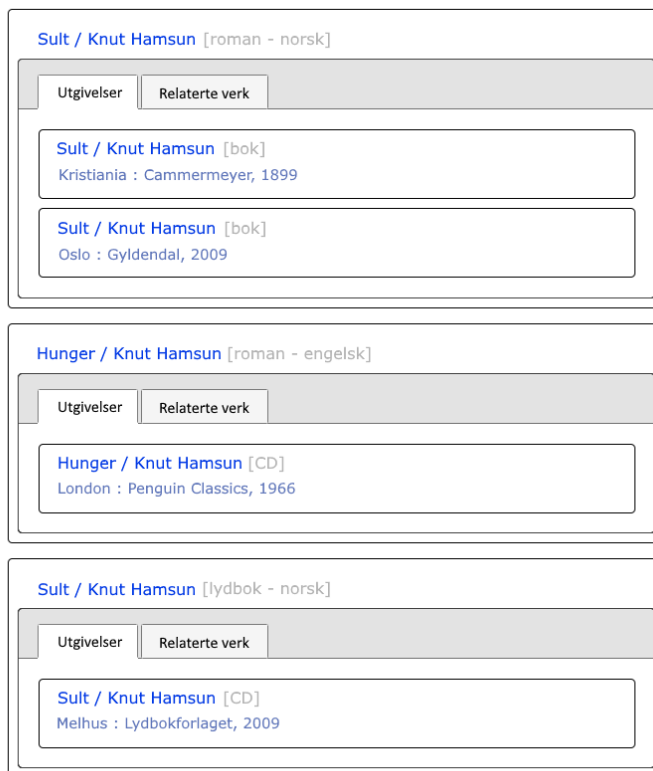 Sult / Knut Hamsun [roman - norsk]
Utgivelser Relaterte verk
Sult / Knut Hamsun [bok]
Kristiania : Cammermeyer, 1899
Sult / Knut Hamsun [bok]
Oslo : Gyldendal, 2009
Hunger / Knut Hamsun [roman - engelsk]
Utgivelser Relaterte verk
Hunger / Knut Hamsun [CD]
London : Penguin Classics, 1966
Sult / Knut Hamsun [lydbok - norsk]
Utgivelser Relaterte verk
Sult / Knut Hamsun [CD]
Melhus : Lydbokforlaget, 2009